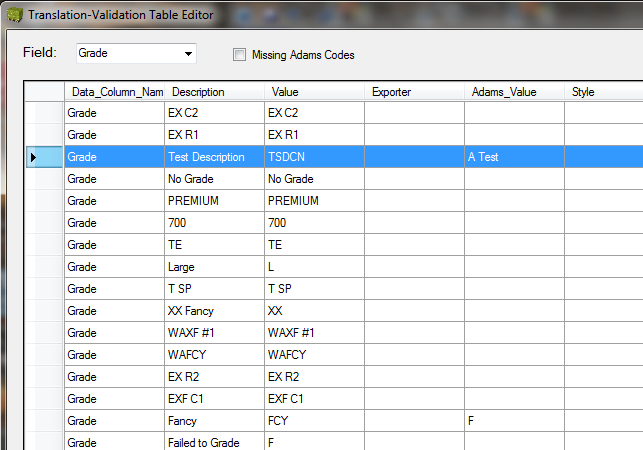 Translation-Validation Table Editor
Field: Grade Missing Adams Codes
Data_Column_Nam Description Value Exporter Adams_Value Style
Grade EX C2 EX C2
Grade EX R1 EX R1
Grade Test Description TSDCN A Test
Grade No Grade No Grade
Grade PREMIUM PREMIUM
Grade 700 700
Grade TE TE
Grade Large L
Grade T SP T SP
Grade XX Fancy XX
Grade WAXF #1 WAXF #1
Grade WAFCY WAFCY
Grade EX R2 EX R2
Grade EXF C1 EXF C1
Grade Fancy FCY F
Grade Failed to Grade F